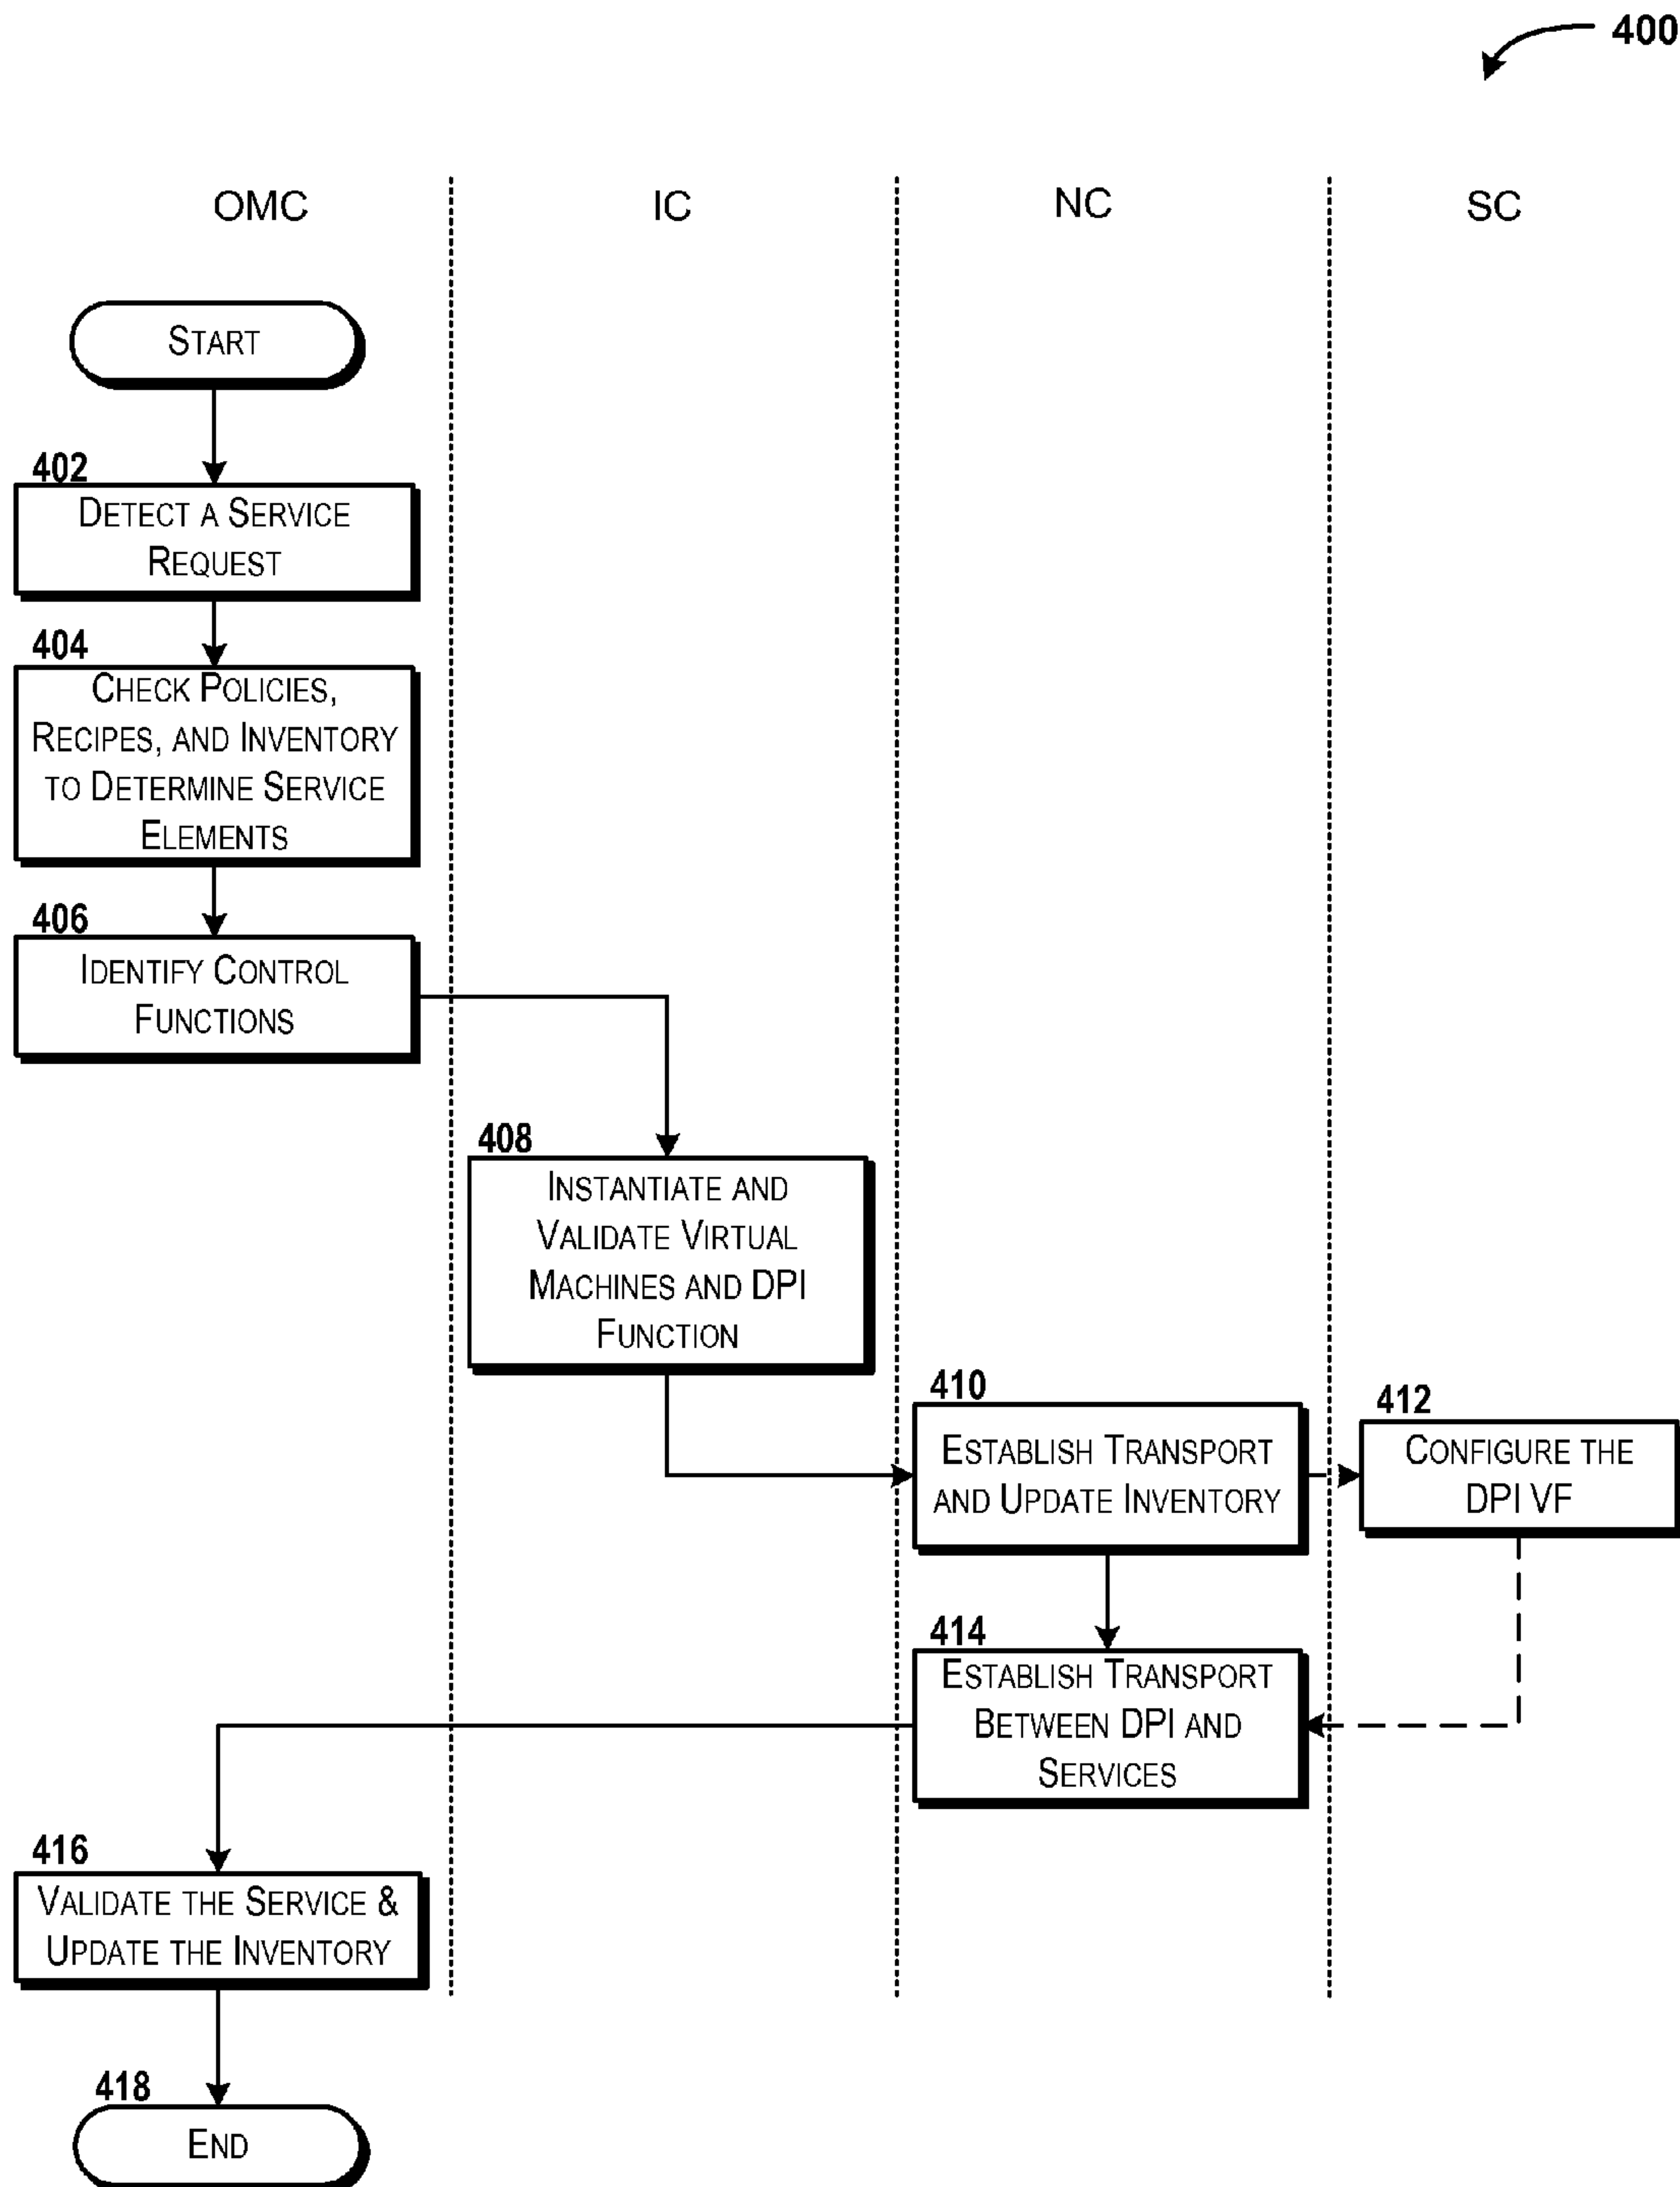 400
OMC
IC
NC
SC
START
402
DETECT A SERVICE
REQUEST
404
CHECK POLICIES,
RECIPES, AND INVENTORY
TO DETERMINE SERVICE
ELEMENTS
406
IDENTIFY CONTROL
FUNCTIONS
408
INSTANTIATE AND
VALIDATE VIRTUAL
MACHINES AND DPI
FUNCTION
410
ESTABLISH TRANSPORT
AND UPDATE INVENTORY
412
CONFIGURE THE
DPI VF
414
ESTABLISH TRANSPORT
BETWEEN DPI AND
SERVICES
416
VALIDATE THE SERVICE &
UPDATE THE INVENTORY
418
END